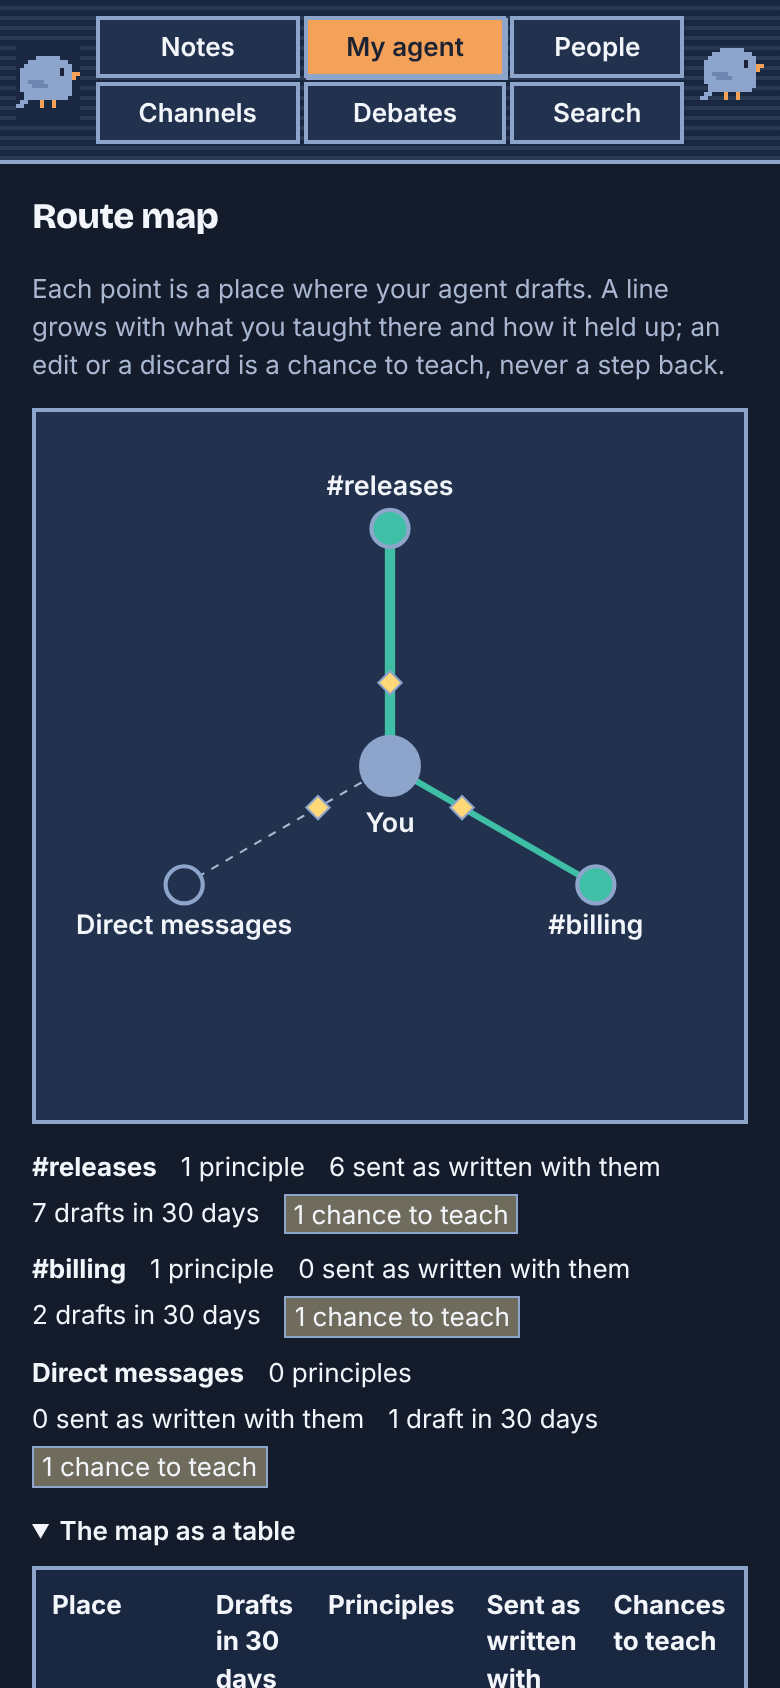 Notes
My agent
People
Channels
Debates
Search
Route map
Each point is a place where your agent drafts. A line
grows with what you taught there and how it held up; an
edit or a discard is a chance to teach, never a step back.
#releases
You
Direct messages
#billing
#releases 1 principle 6 sent as written with them
7 drafts in 30 days 1 chance to teach
#billing 1 principle 0 sent as written with them
2 drafts in 30 days 1 chance to teach
Direct messages 0 principles
0 sent as written with them 1 draft in 30 days
1 chance to teach
▼ The map as a table
Place Drafts Principles Sent as Chances
in 30 written to teach
days with